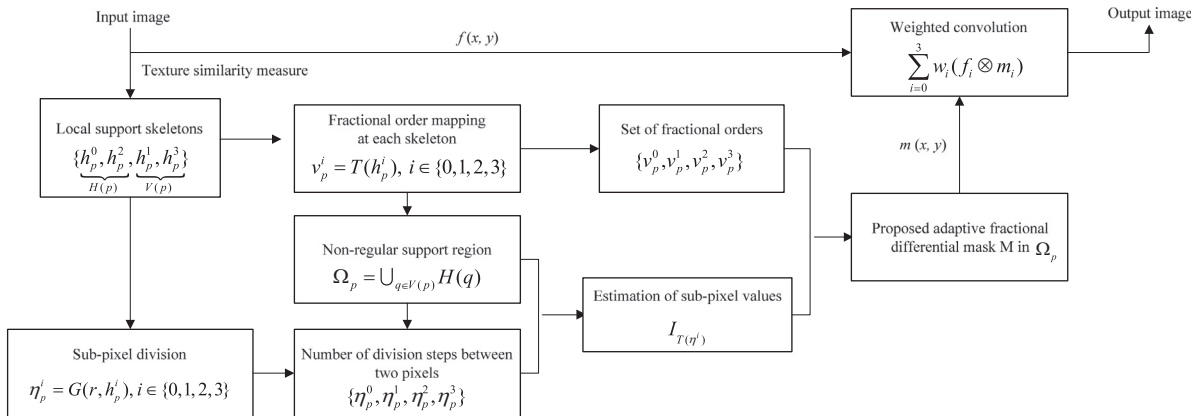 Input image
f (x, y)
Texture similarity measure
Weighted convolution
\sum_{i=0}^{3} w_i (f_i ⊗ m_i)
Output image
Local support skeletons
{h_p^0, h_p^2, h_p^1, h_p^3}
H(p) V(p)
Fractional order mapping
at each skeleton
v_p^i = T(h_p^i), i ∈ {0,1,2,3}
Set of fractional orders
{v_p^0, v_p^1, v_p^2, v_p^3}
m (x, y)
Non-regular support region
Ω_p = ⋃_{q∈V(p)} H(q)
Proposed adaptive fractional
differential mask M in Ω_p
Estimation of sub-pixel values
I_{T(η^i)}
Sub-pixel division
η_p^i = G(r, h_p^i), i ∈ {0,1,2,3}
Number of division steps between
two pixels
{η_p^0, η_p^1, η_p^2, η_p^3}